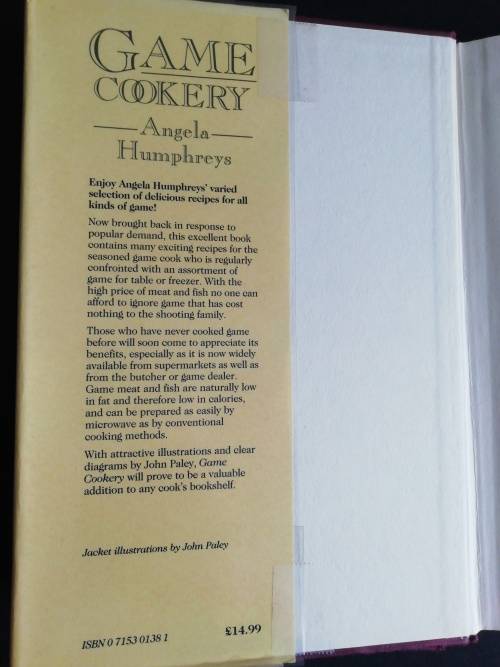 GAME
COOKERY
Angela
Humphreys
Enjoy Angela Humphreys' varied
selection of delicious recipes for all
kinds of game!
Now brought back in response to
popular demand, this excellent book
contains many exciting recipes for the
seasoned game cook who is regularly
confronted with an assortment of
game for table or freezer. With the
high price of meat and fish no one can
afford to ignore game that has cost
nothing to the shooting family.
Those who have never cooked game
before will soon come to appreciate its
benefits, especially as it is now widely
available from supermarkets as well as
from the butcher or game dealer.
Game meat and fish are naturally low
in fat and therefore low in calories,
and can be prepared as easily by
microwave as by conventional
cooking methods.
With attractive illustrations and clear
diagrams by John Paley, Game
Cookery will prove to be a valuable
addition to any cook's bookshelf.
Jacket illustrations by John Paley
ISBN 0 7153 0138 1
£14.99